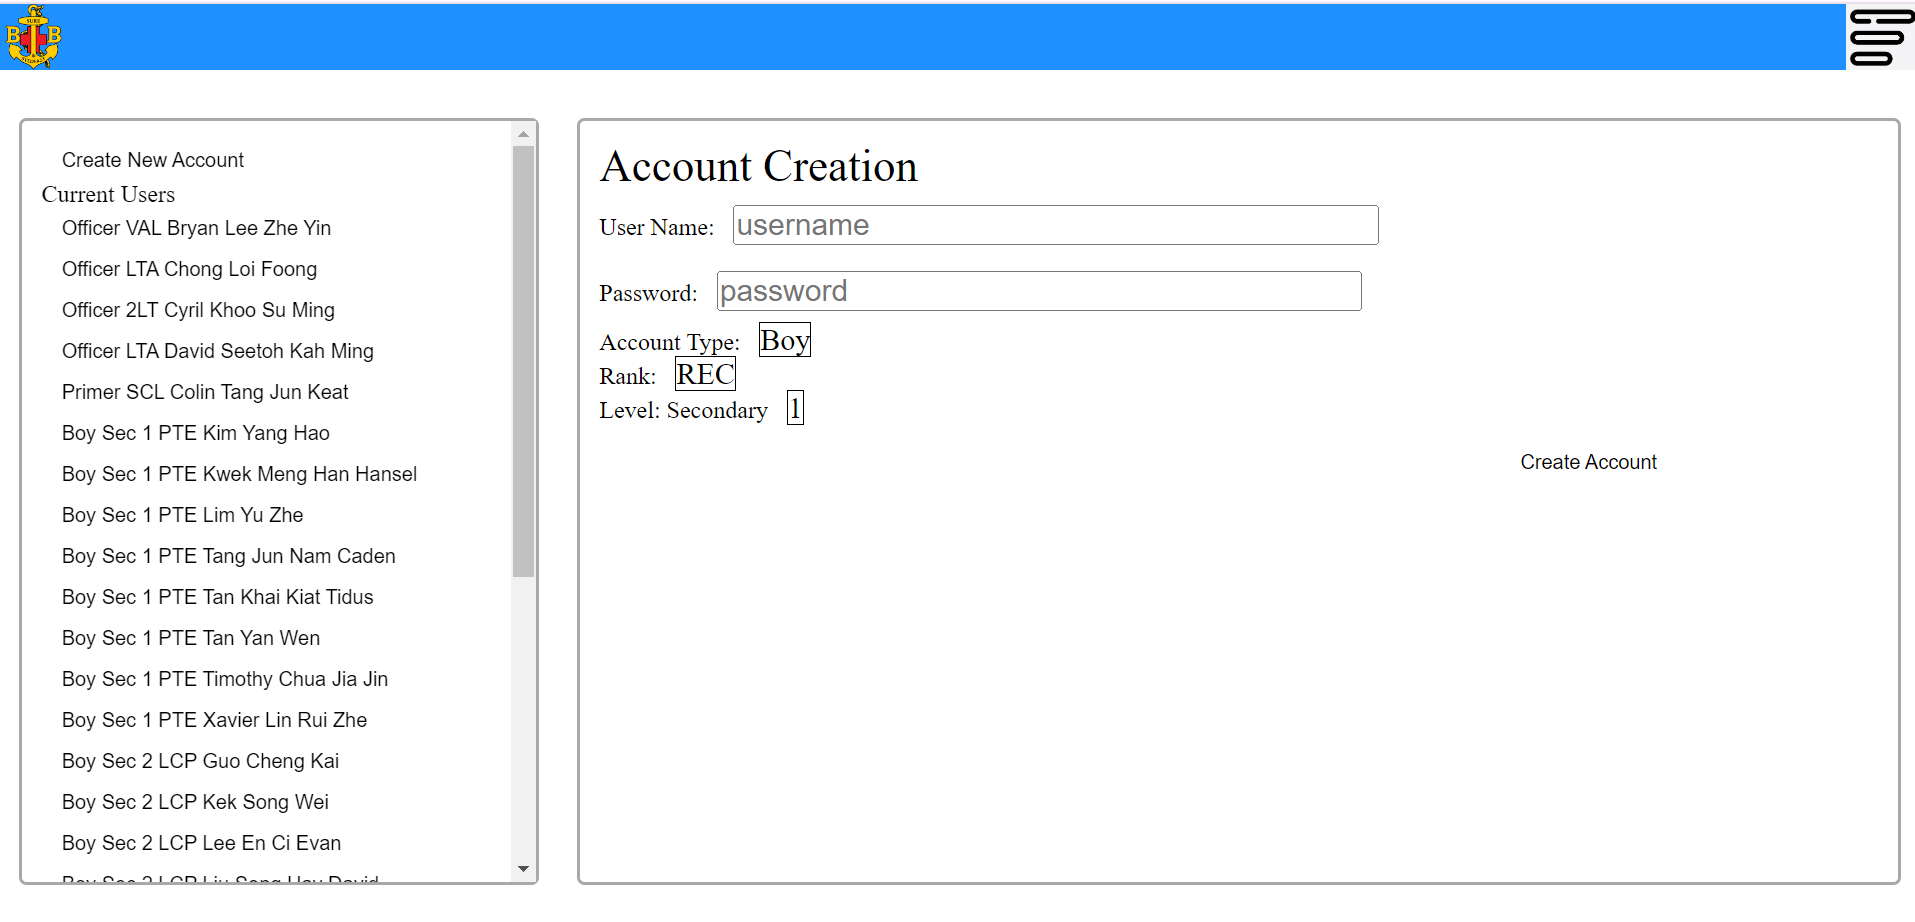 SURE
B B
Create New Account
Current Users
Officer VAL Bryan Lee Zhe Yin
Officer LTA Chong Loi Foong
Officer 2LT Cyril Khoo Su Ming
Officer LTA David Seetoh Kah Ming
Primer SCL Colin Tang Jun Keat
Boy Sec 1 PTE Kim Yang Hao
Boy Sec 1 PTE Kwek Meng Han Hansel
Boy Sec 1 PTE Lim Yu Zhe
Boy Sec 1 PTE Tang Jun Nam Caden
Boy Sec 1 PTE Tan Khai Kiat Tidus
Boy Sec 1 PTE Tan Yan Wen
Boy Sec 1 PTE Timothy Chua Jia Jin
Boy Sec 1 PTE Xavier Lin Rui Zhe
Boy Sec 2 LCP Guo Cheng Kai
Boy Sec 2 LCP Kek Song Wei
Boy Sec 2 LCP Lee En Ci Evan
Account Creation
User Name: username
Password: password
Account Type: Boy
Rank: REC
Level: Secondary 1
Create Account